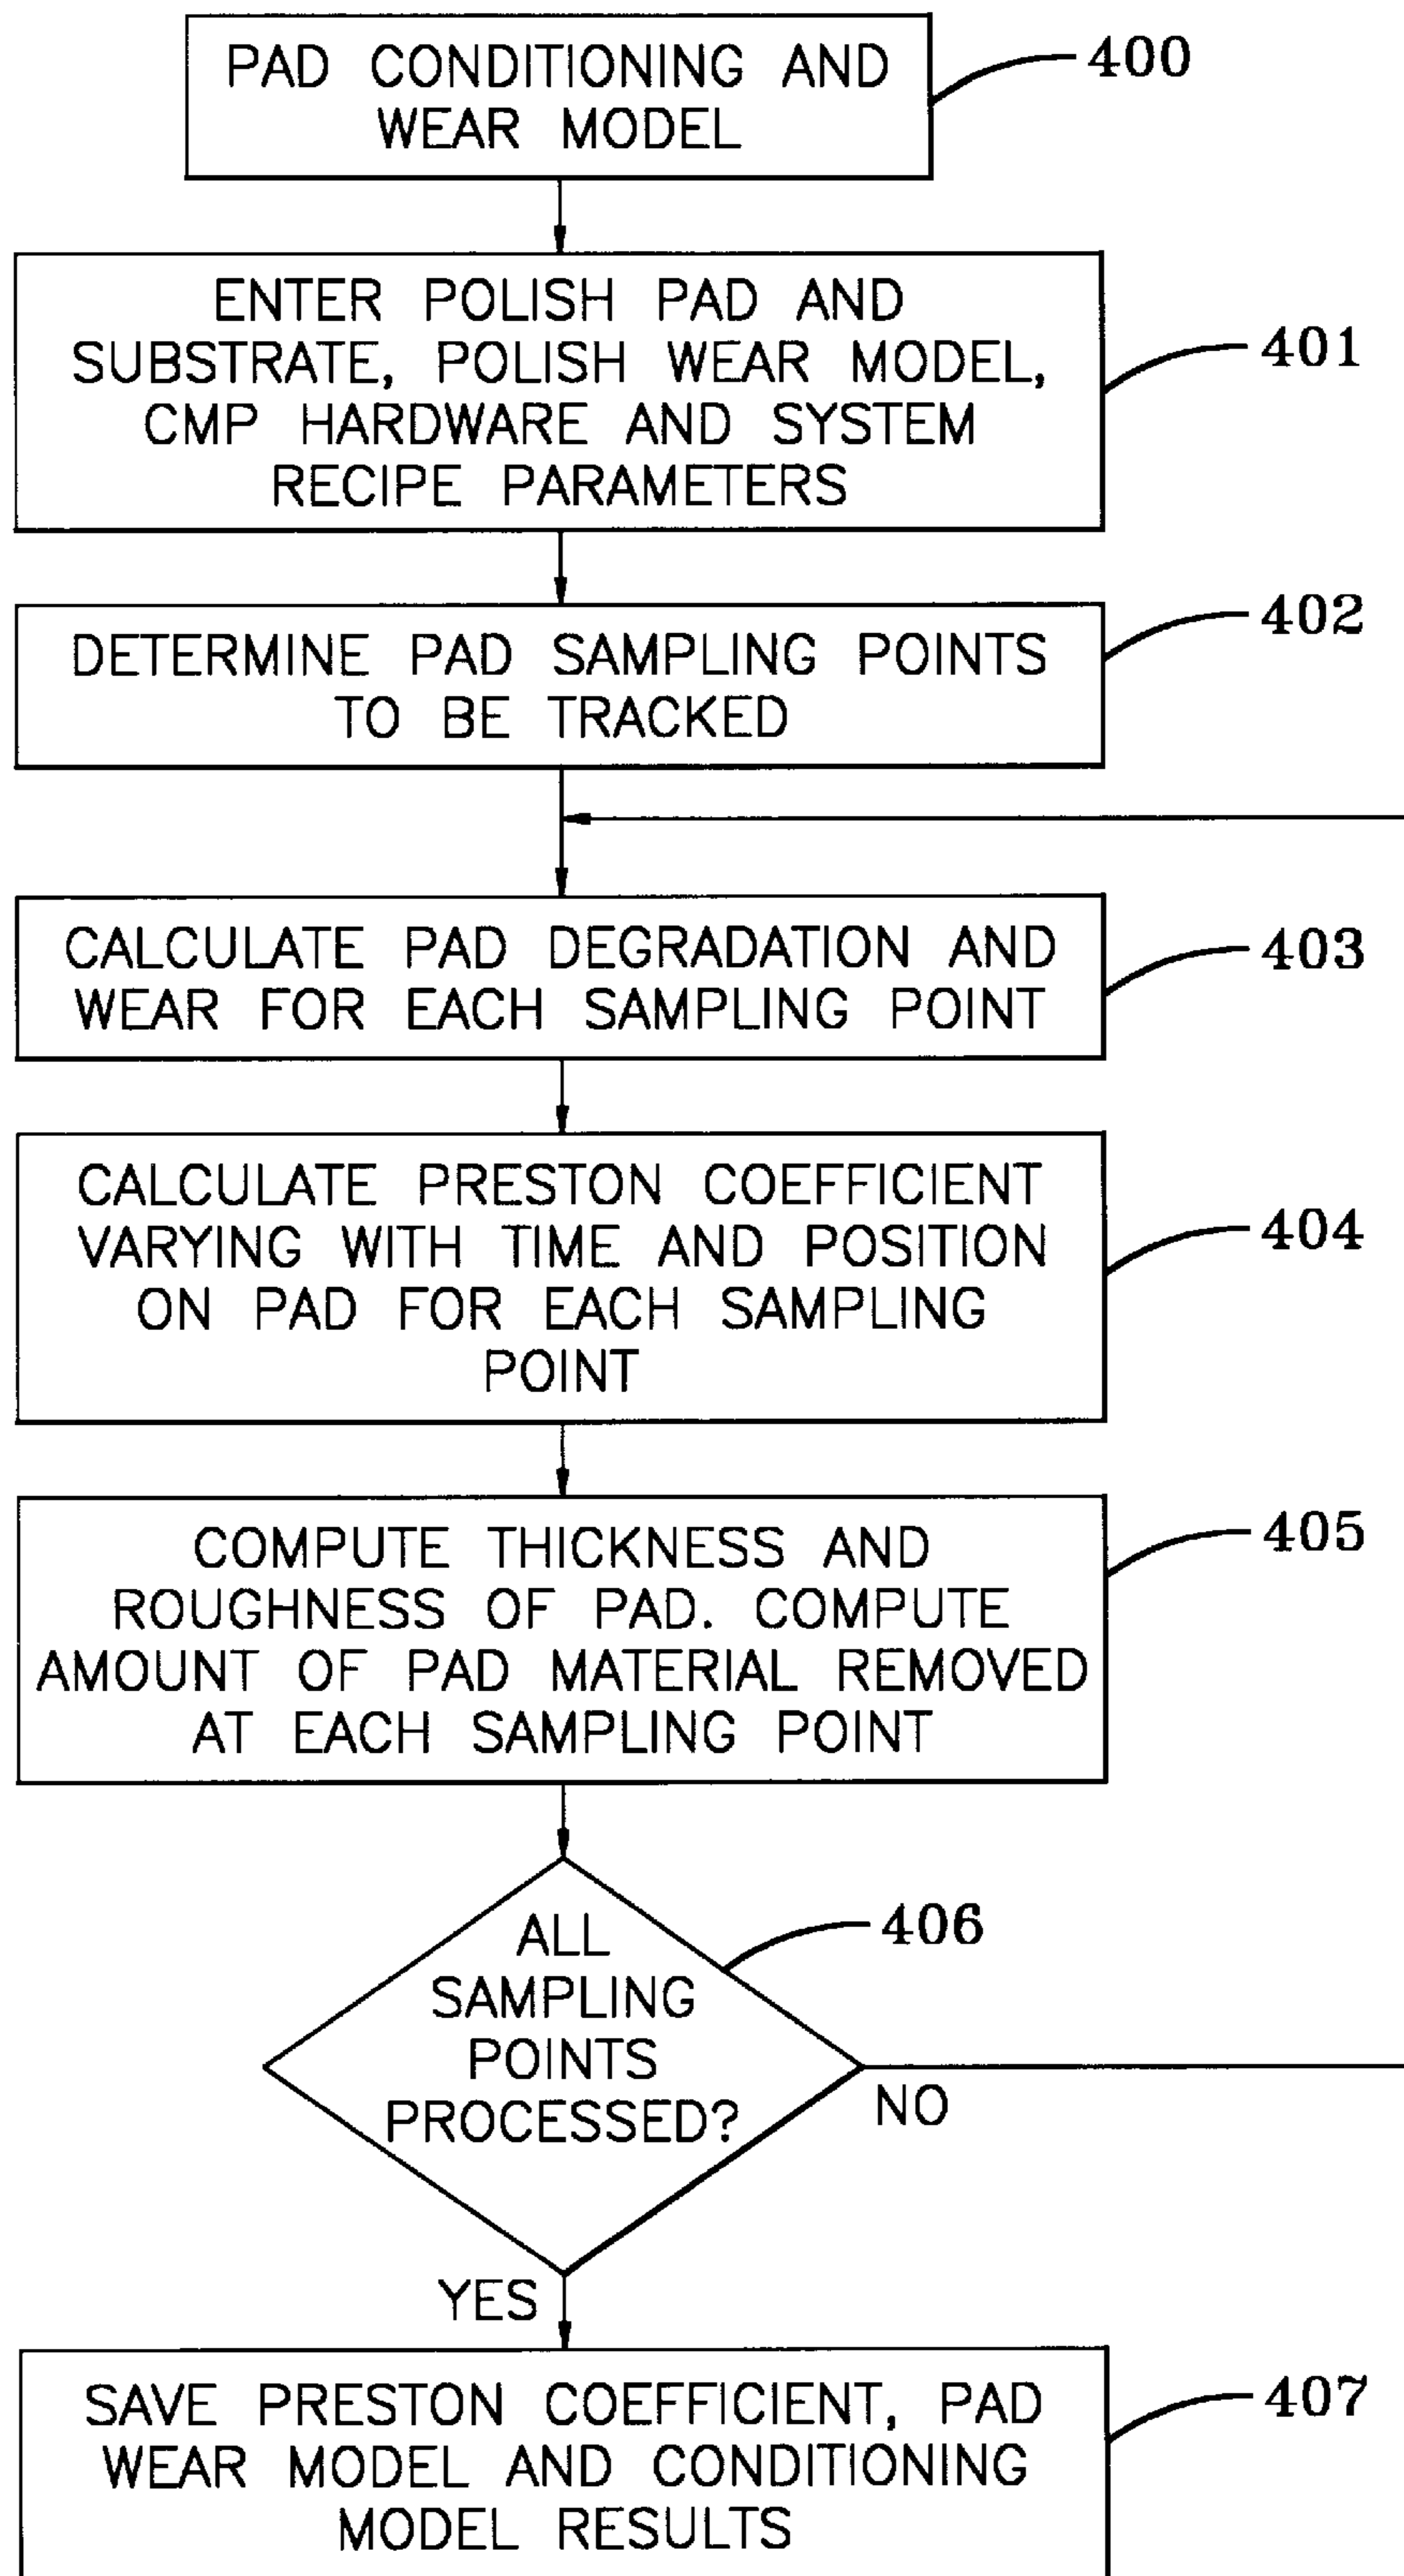 PAD CONDITIONING AND
WEAR MODEL
400
ENTER POLISH PAD AND
SUBSTRATE, POLISH WEAR MODEL,
CMP HARDWARE AND SYSTEM
RECIPE PARAMETERS
401
DETERMINE PAD SAMPLING POINTS
TO BE TRACKED
402
CALCULATE PAD DEGRADATION AND
WEAR FOR EACH SAMPLING POINT
403
CALCULATE PRESTON COEFFICIENT
VARYING WITH TIME AND POSITION
ON PAD FOR EACH SAMPLING
POINT
404
COMPUTE THICKNESS AND
ROUGHNESS OF PAD. COMPUTE
AMOUNT OF PAD MATERIAL REMOVED
AT EACH SAMPLING POINT
405
ALL
SAMPLING
POINTS
PROCESSED?
406
NO
YES
SAVE PRESTON COEFFICIENT, PAD
WEAR MODEL AND CONDITIONING
MODEL RESULTS
407